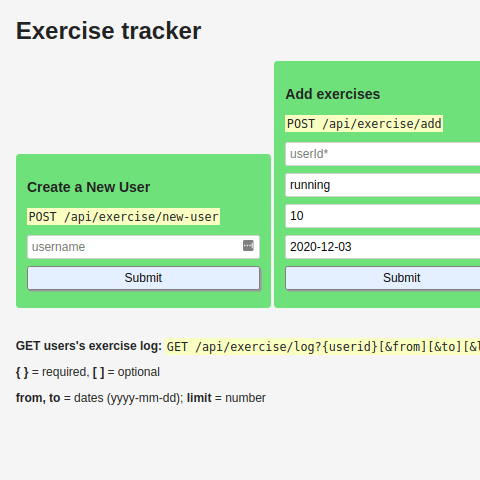 Exercise tracker
Create a New User
POST /api/exercise/new-user
username
Submit
Add exercises
POST /api/exercise/add
userId*
running
10
2020-12-03
Submit
GET users's exercise log: GET /api/exercise/log?{userid}[&from][&to][&l
{ } = required, [ ] = optional
from, to = dates (yyyy-mm-dd); limit = number